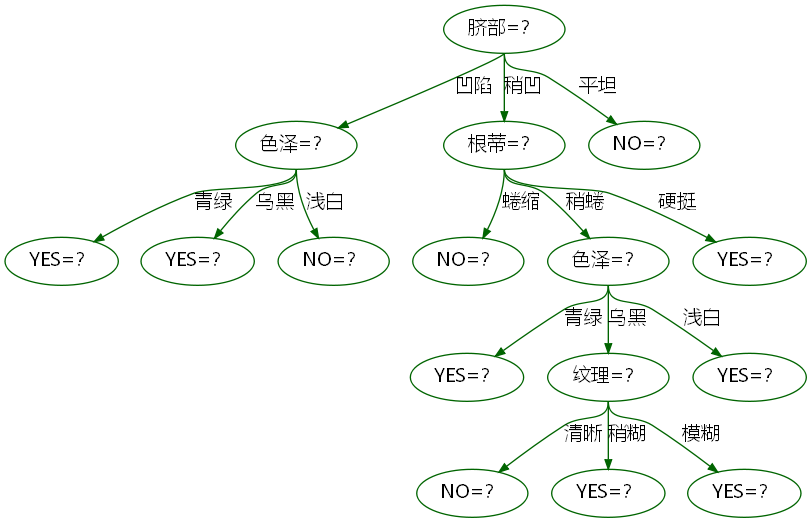 脐部=?
凹陷 稍凹 平坦
色泽=? 根蒂=? NO=?
青绿 乌黑 浅白 蜷缩 稍蜷 硬挺
YES=? YES=? NO=? NO=? 色泽=? YES=?
青绿 乌黑 浅白
YES=? 纹理=? YES=?
清晰 稍糊 模糊
NO=? YES=? YES=?